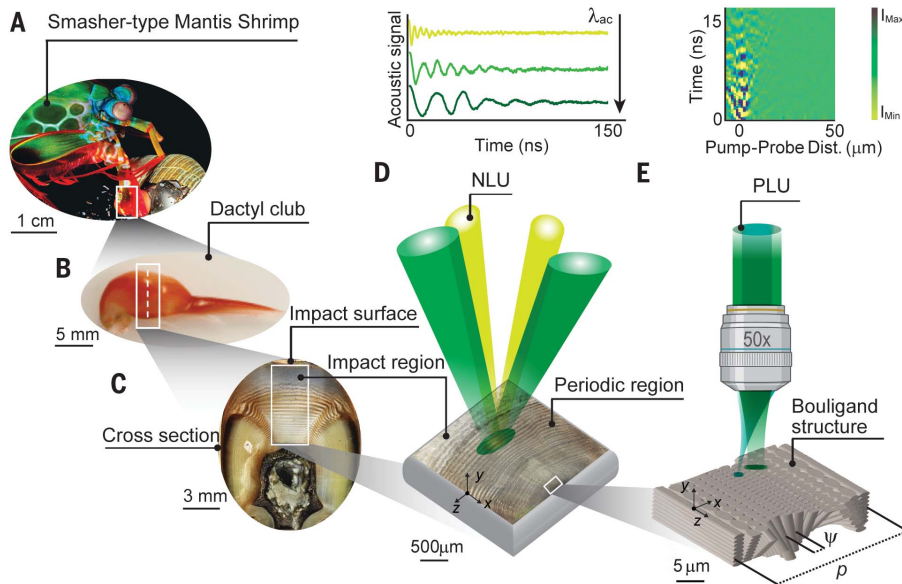 A
Smasher-type Mantis Shrimp
1 cm
Acoustic signal
λac
0
150
Time (ns)
17
Time (ns)
0
0
50
Pump-Probe Dist. (μm)
IMax
IMin
B
Dactyl club
5 mm
C
Impact surface
Impact region
Cross section
3 mm
D
NLU
Periodic region
y
x
z
500μm
E
PLU
50x
Bouligand
structure
y
x
z
ψ
p
5 μm